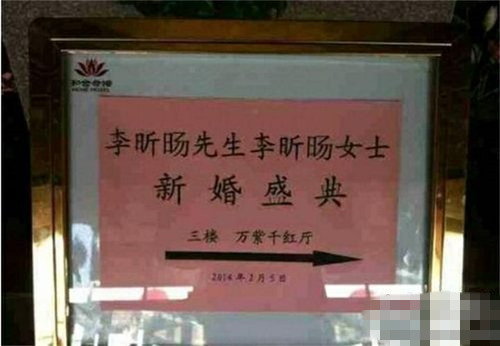 李昕旸先生李昕旸女士
新婚盛典
三楼 万紫千红厅
2014年2月5日